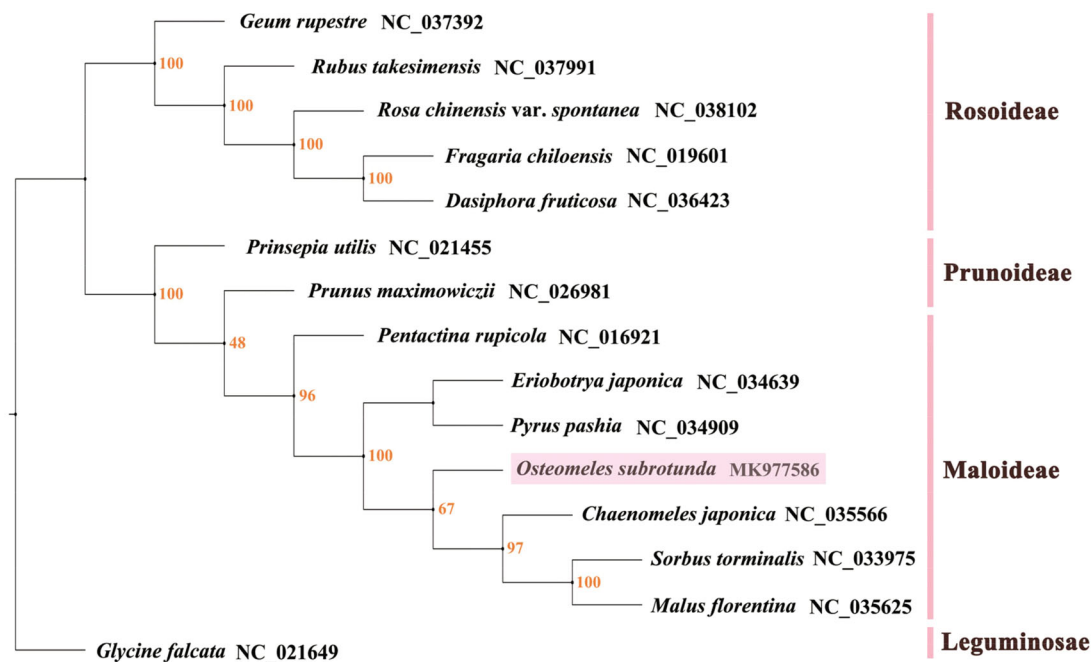 Geum rupestre NC_037392
Rubus takesimensis NC_037991
100
100
Rosa chinensis var. spontanea NC_038102
Rosoideae
100
Fragaria chiloensis NC_019601
100
Dasiphora fruticosa NC_036423
Prinsepia utilis NC_021455
Prunoideae
100
Prunus maximowiczii NC_026981
48
Pentactina rupicola NC_016921
96
Eriobotrya japonica NC_034639
Pyrus pashia NC_034909
100
Osteomeles subrotunda MK977586
Maloideae
67
Chaenomeles japonica NC_035566
97
Sorbus torminalis NC_033975
100
Malus florentina NC_035625
Glycine falcata NC_021649
Leguminosae